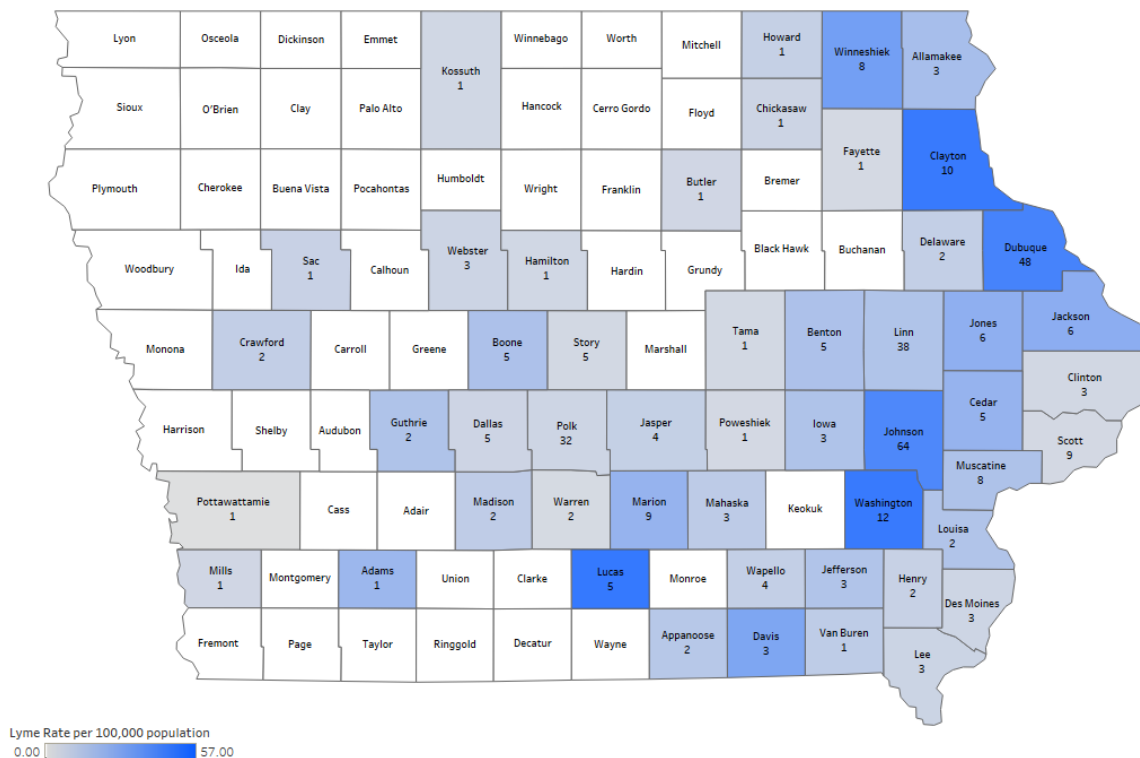 Lyon
Osceola
Dickinson
Emmet
Kossuth
1
Winnebago
Worth
Mitchell
Howard
1
Winneshiek
8
Allamakee
3
Sioux
O'Brien
Clay
Palo Alto
Hancock
Cerro Gordo
Floyd
Chickasaw
1
Fayette
1
Clayton
10
Plymouth
Cherokee
Buena Vista
Pocahontas
Humboldt
Wright
Franklin
Butler
1
Bremer
Woodbury
Ida
Sac
1
Calhoun
Webster
3
Hamilton
1
Hardin
Grundy
Black Hawk
Buchanan
Delaware
2
Dubuque
48
Monona
Crawford
2
Carroll
Greene
Boone
5
Story
5
Marshall
Tama
1
Benton
5
Linn
38
Jones
6
Jackson
6
Clinton
3
Harrison
Shelby
Audubon
Guthrie
2
Dallas
5
Polk
32
Jasper
4
Poweshiek
1
Iowa
3
Johnson
64
Cedar
5
Scott
9
Muscatine
8
Pottawattamie
1
Cass
Adair
Madison
2
Warren
2
Marion
9
Mahaska
3
Keokuk
Washington
12
Louisa
2
Mills
1
Montgomery
Adams
1
Union
Clarke
Lucas
5
Monroe
Wapello
4
Jefferson
3
Henry
2
Des Moines
3
Fremont
Page
Taylor
Ringgold
Decatur
Wayne
Appanoose
2
Davis
3
Van Buren
1
Lee
3
Lyme Rate per 100,000 population
0.00 57.00